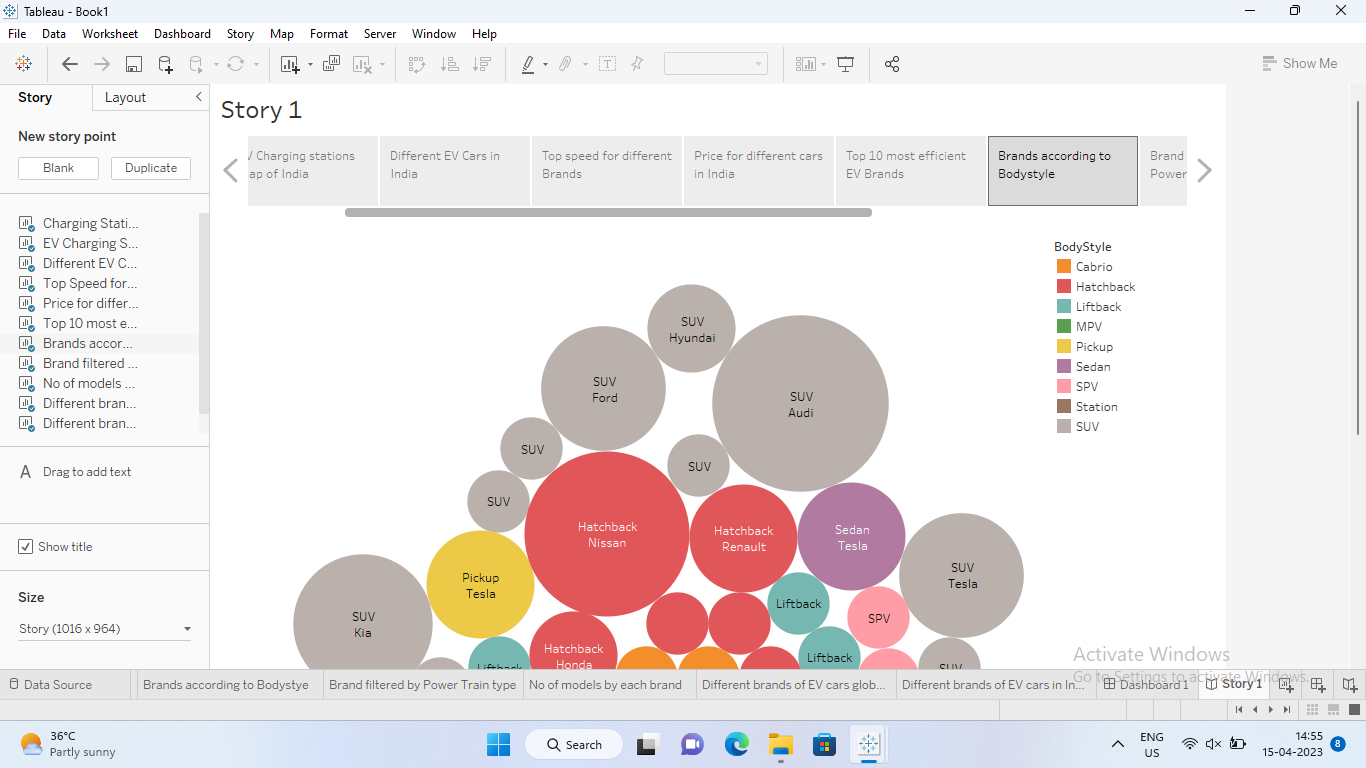 Tableau - Book1
File Data Worksheet Dashboard Story Map Format Server Window Help
Show Me
Story Layout
New story point
Blank Duplicate
Charging Stati...
EV Charging S...
Different EV C...
Top Speed for...
Price for differ...
Top 10 most e...
Brands accor...
Brand filtered ...
No of models ...
Different bran...
Different bran...
A Drag to add text
Show title
Size
Story (1016 x 964)
Story 1
Charging stations
of India
Different EV Cars in
India
Top speed for different
Brands
Price for different cars
in India
Top 10 most efficient
EV Brands
Brands according to
Bodystyle
Brand
Power
SUV
Hyundai
SUV
Ford
SUV
Audi
SUV
SUV
SUV
Hatchback
Nissan
Hatchback
Renault
Sedan
Tesla
SUV
Tesla
Pickup
Tesla
Liftback
SPV
SUV
Kia
Hatchback
Honda
Liftback
Liftback
SUV
BodyStyle
Cabrio
Hatchback
Liftback
MPV
Pickup
Sedan
SPV
Station
SUV
Activate Windows
Go to Settings to activate Windows.
Data Source Brands according to Bodystye Brand filtered by Power Train type No of models by each brand Different brands of EV cars glob... Different brands of EV cars in In... Dashboard 1 Story 1
36°C
Partly sunny
Search
ENG
US
14:55
15-04-2023
8